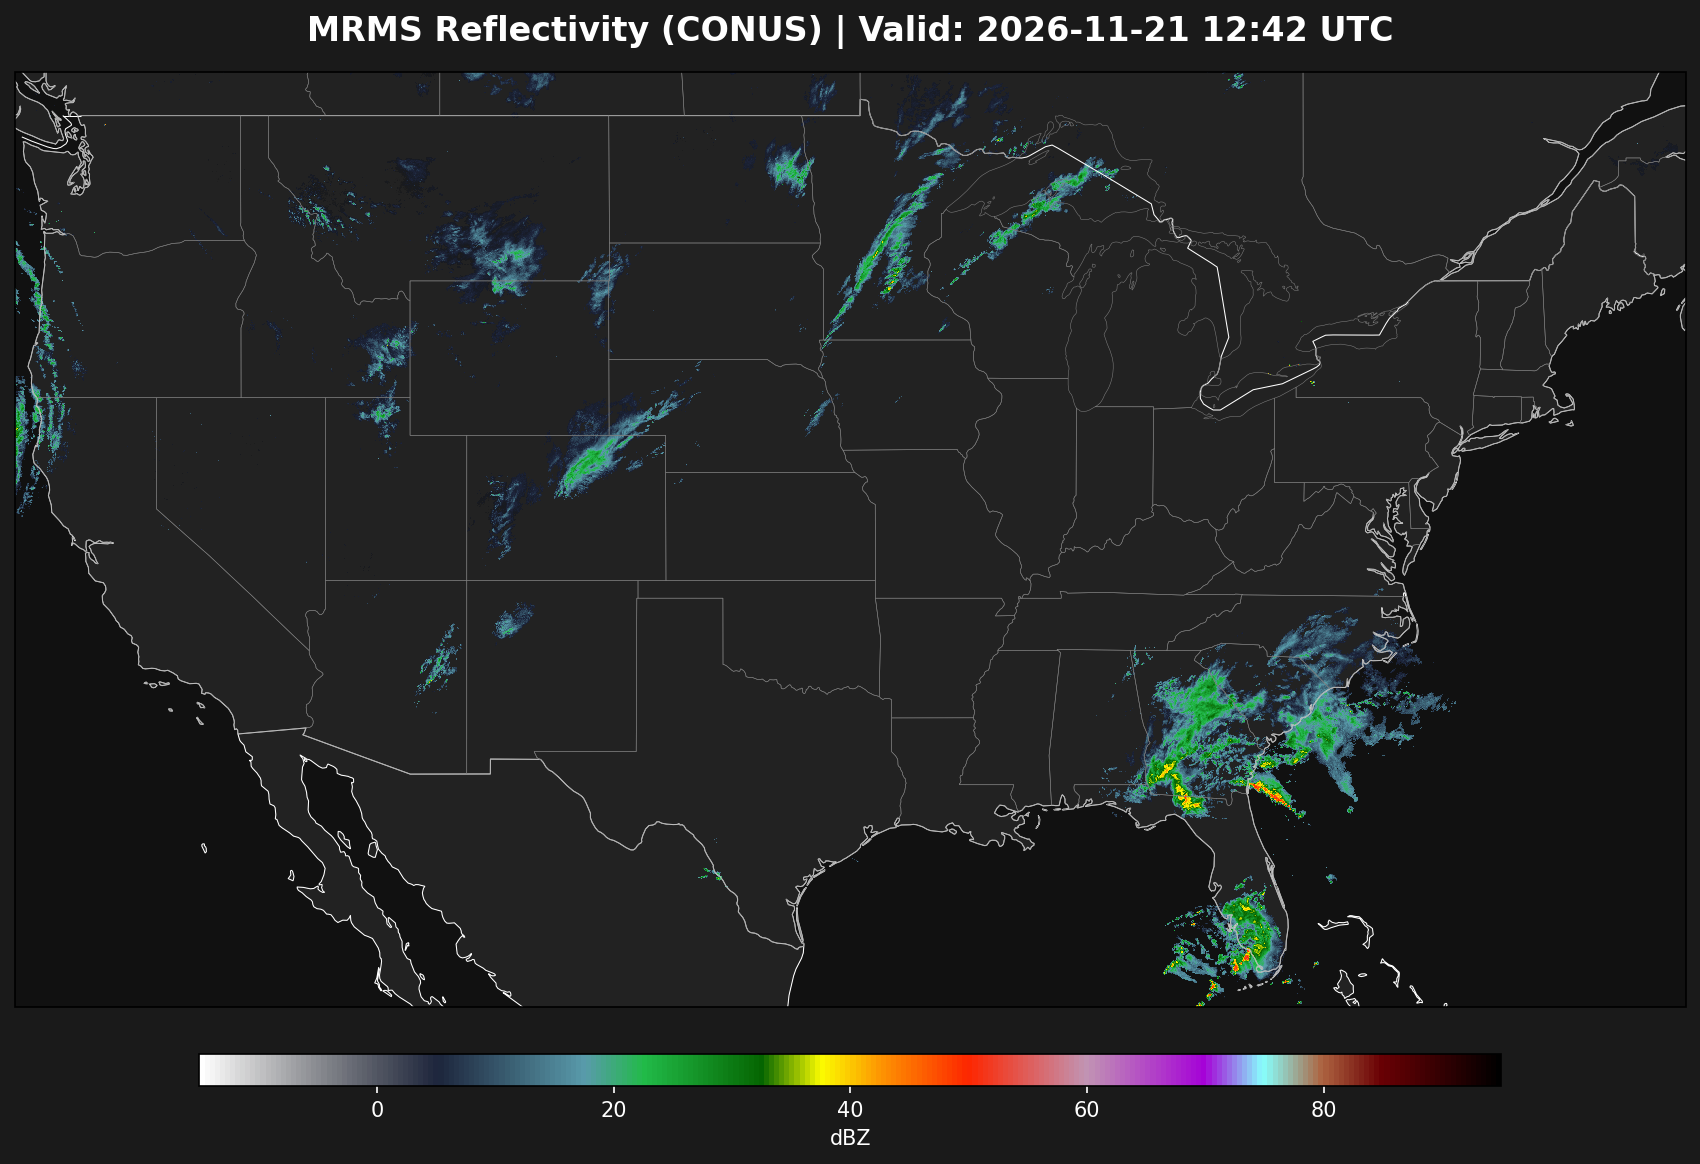 MRMS Reflectivity (CONUS) | Valid: 2026-11-21 12:42 UTC
0 20 40 60 80
dBZ